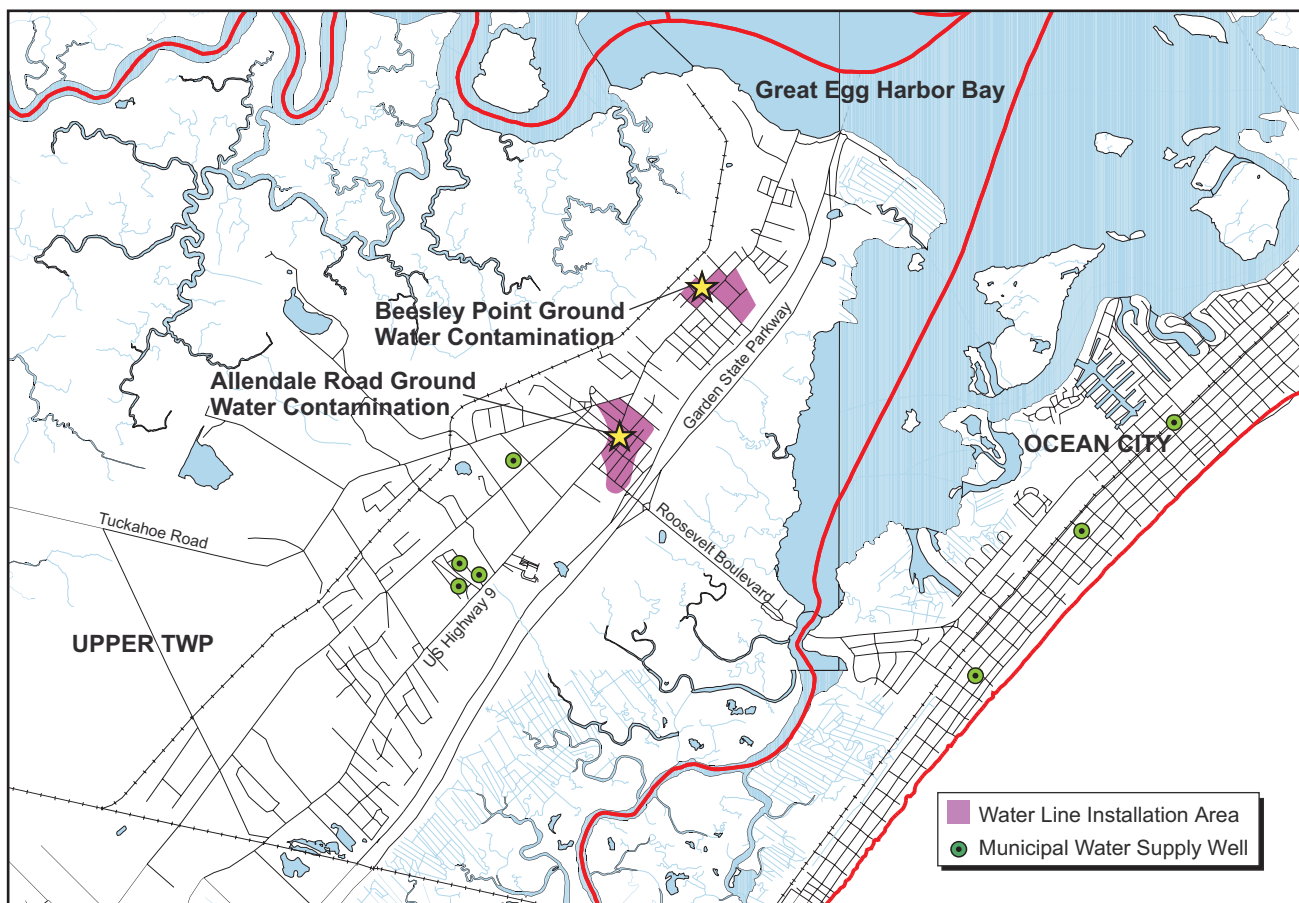 Great Egg Harbor Bay
Beesley Point Ground
Water Contamination
Allendale Road Ground
Water Contamination
Garden State Parkway
OCEAN CITY
Tuckahoe Road
Roosevelt Boulevard
US Highway 9
UPPER TWP
Water Line Installation Area
Municipal Water Supply Well